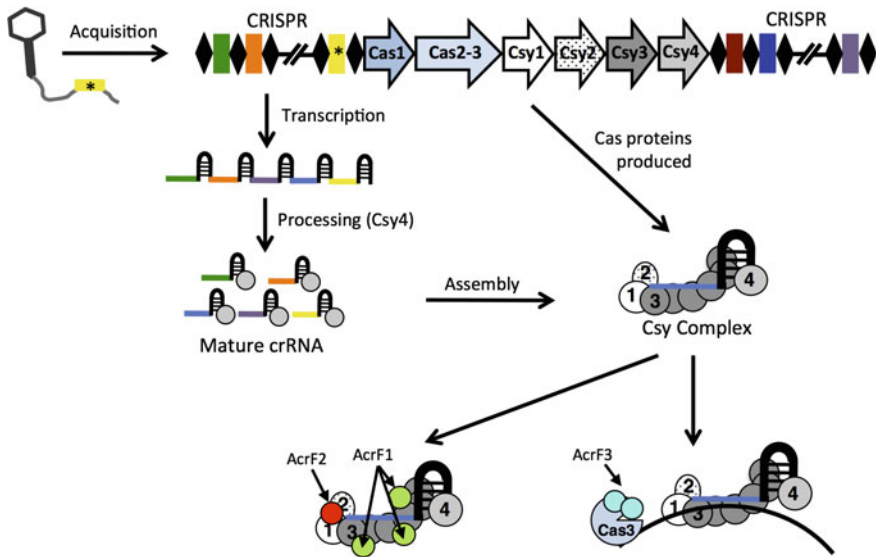 CRISPR
CRISPR
Acquisition
*
*
Cas1
Cas2-3
Csy1
Csy2
Csy3
Csy4
Transcription
Cas proteins
produced
Processing (Csy4)
Assembly
2
1
3
4
Mature crRNA
Csy Complex
AcrF2
AcrF1
AcrF3
2
1
3
4
Cas3
2
1
3
4